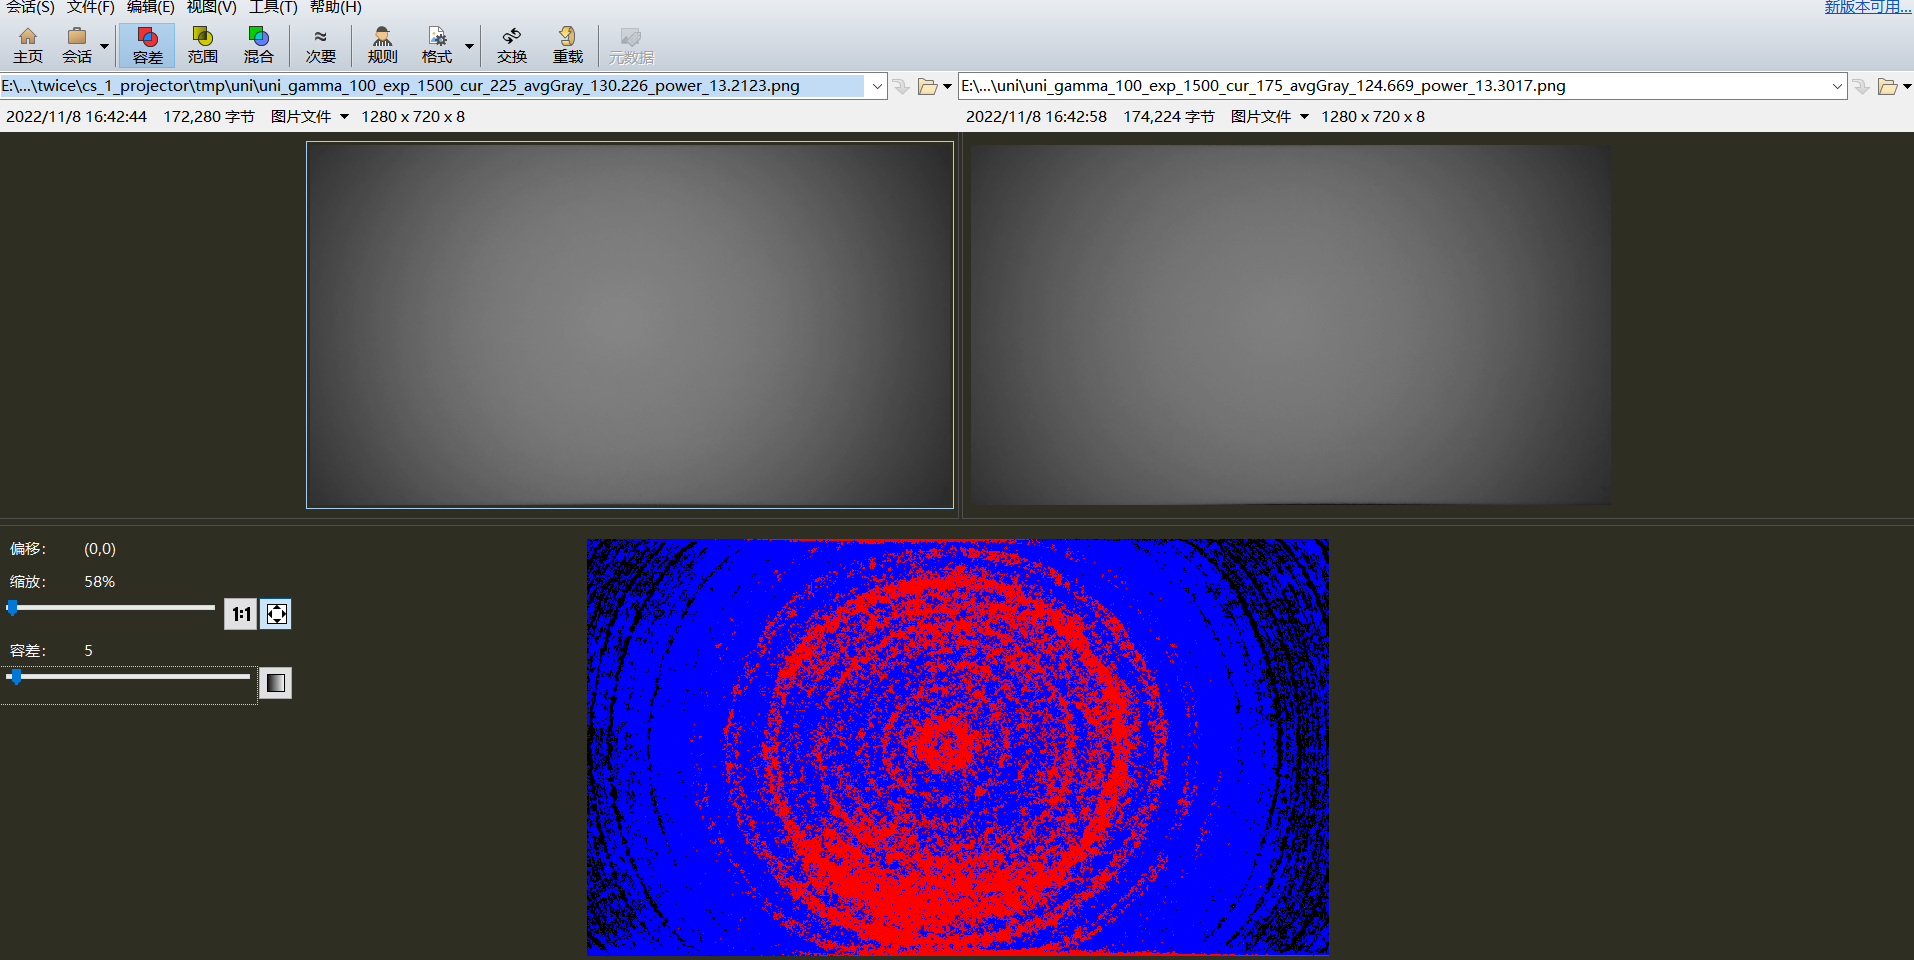 会话(S) 文件(F) 编辑(E) 视图(V) 工具(T) 帮助(H) 新版本可用...
主页 会话 容差 范围 混合 次要 规则 格式 交换 重载 元数据
E:\...\twice\cs_1_projector\tmp\uni\uni_gamma_100_exp_1500_cur_225_avgGray_130.226_power_13.2123.png E:\...\uni\uni_gamma_100_exp_1500_cur_175_avgGray_124.669_power_13.3017.png
2022/11/8 16:42:44 172,280 字节 图片文件 1280 x 720 x 8 2022/11/8 16:42:58 174,224 字节 图片文件 1280 x 720 x 8
偏移: (0,0)
缩放: 58%
1:1
容差: 5